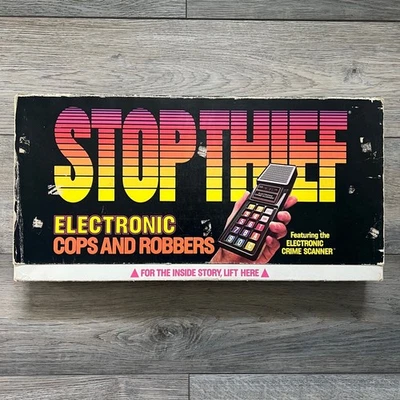 STOP THIEF
ELECTRONIC
COPS AND ROBBERS
Featuring the
ELECTRONIC
CRIME SCANNER
FOR THE INSIDE STORY, LIFT HERE